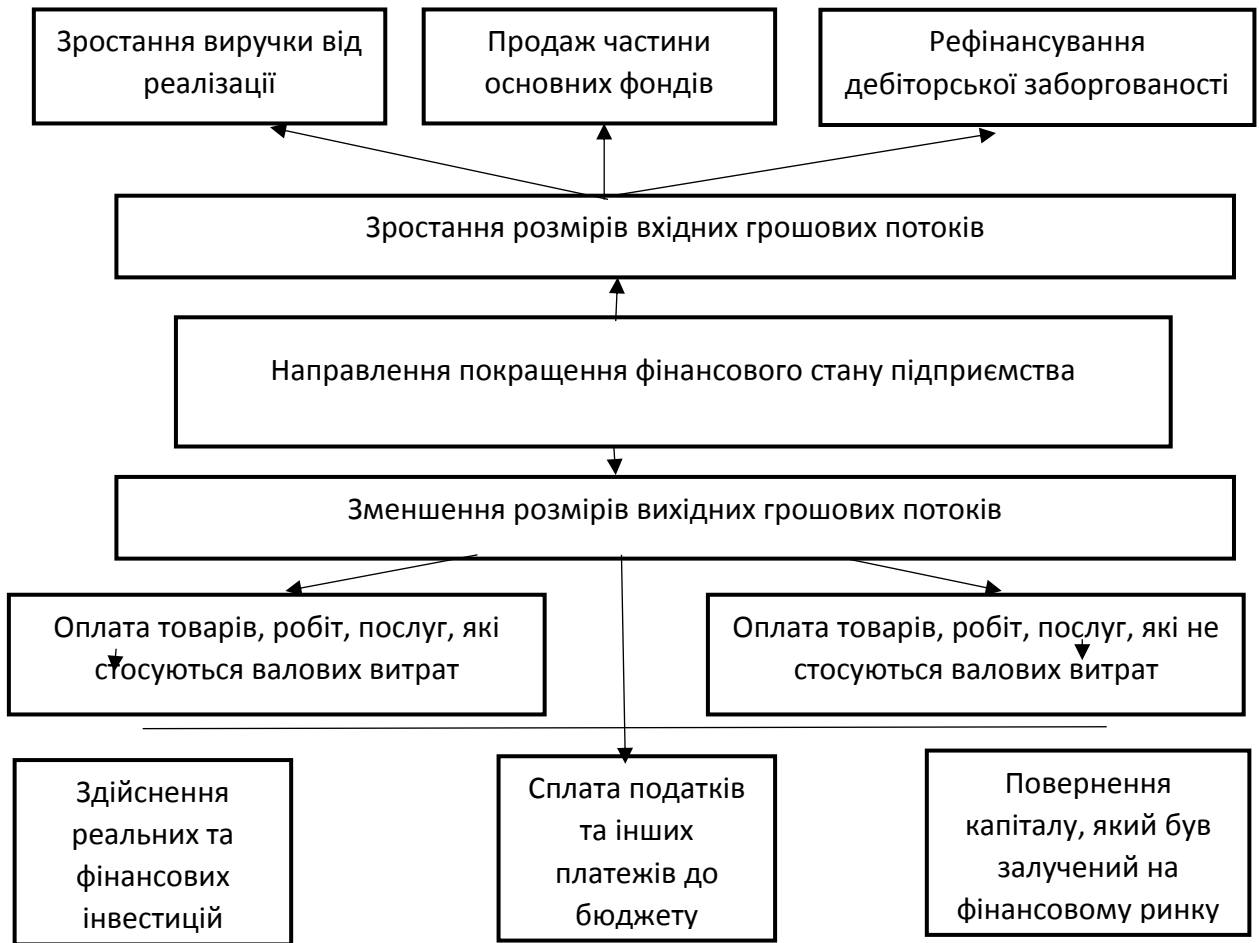 Зростання виручки від
реалізації
Продаж частини
основних фондів
Рефінансування
дебіторської заборгованості
Зростання розмірів вхідних грошових потоків
Направлення покращення фінансового стану підприємства
Зменшення розмірів вихідних грошових потоків
Оплата товарів, робіт, послуг, які
стосуються валових витрат
Оплата товарів, робіт, послуг, які не
стосуються валових витрат
Здійснення
реальних та
фінансових
інвестицій
Сплата податків
та інших
платежів до
бюджету
Повернення
капіталу, який був
залучений на
фінансовому ринку